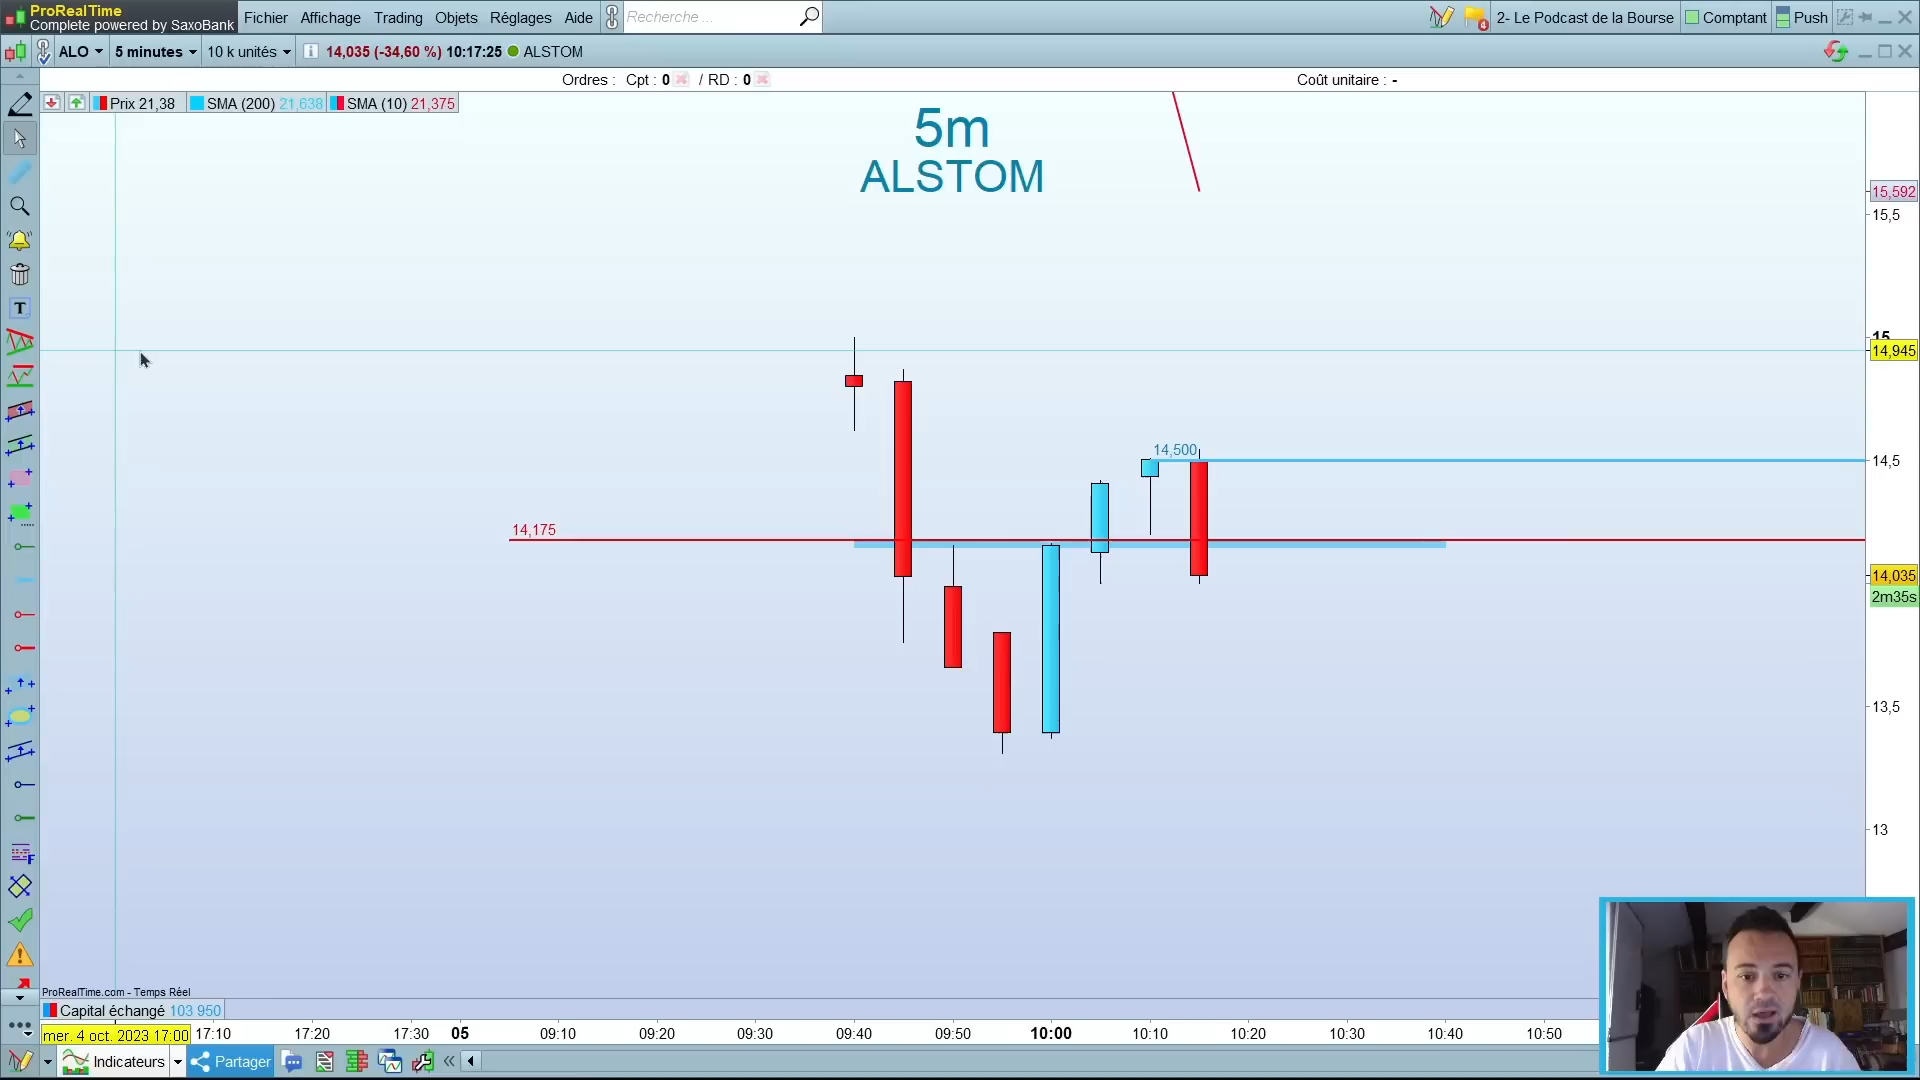 ProRealTime
Complete powered by SaxoBank
Fichier Affichage Trading Objets Réglages Aide
Recherche ...
4
2- Le Podcast de la Bourse
Comptant
Push
ALO
5 minutes
10 k unités
14,035 (-34,60 %) 10:17:25
ALSTOM
Ordres : Cpt : 0 / RD : 0
Coût unitaire : -
Prix 21,38
SMA (200) 21,638
SMA (10) 21,375
5m
ALSTOM
15,592
15,5
15
14,945
14,500
14,5
14,175
14,035
2m35s
13,5
13
T
F
ProRealTime.com - Temps Réel
Capital échangé 103 950
mer. 4 oct. 2023 17:00
17:10 17:20 17:30 05 09:10 09:20 09:30 09:40 09:50 10:00 10:10 10:20 10:30 10:40 10:50
Indicateurs
Partager